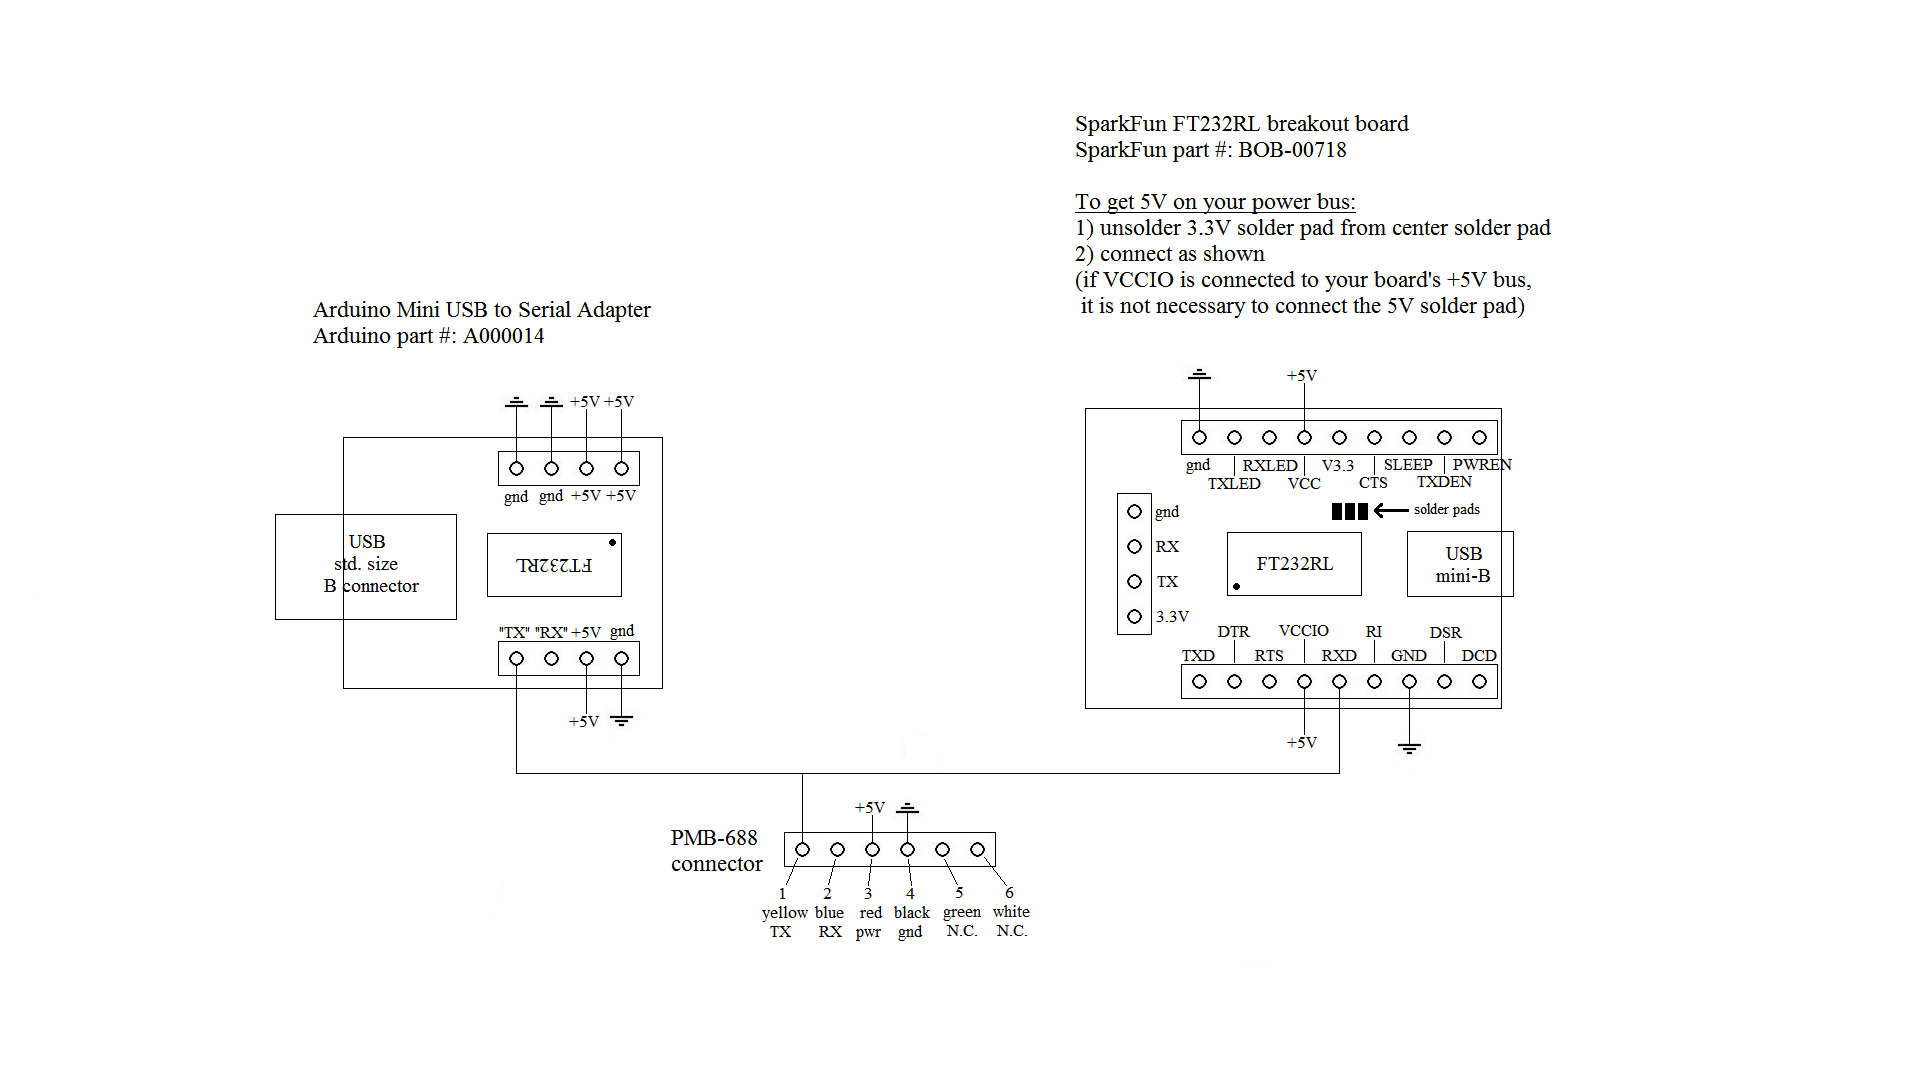 SparkFun FT232RL breakout board
SparkFun part #: BOB-00718
To get 5V on your power bus:
1) unsolder 3.3V solder pad from center solder pad
2) connect as shown
(if VCCIO is connected to your board's +5V bus,
it is not necessary to connect the 5V solder pad)
Arduino Mini USB to Serial Adapter
Arduino part #: A000014
+5V +5V
gnd gnd +5V +5V
USB
std. size
B connector
FT232RL
"TX" "RX" +5V gnd
+5V
+5V
gnd RXLED V3.3 SLEEP PWREN
TXLED VCC CTS TXDEN
solder pads
gnd
RX
TX
3.3V
FT232RL
USB
mini-B
DTR VCCIO RI DSR
TXD RTS RXD GND DCD
+5V
+5V
PMB-688
connector
1 2 3 4 5 6
yellow blue red black green white
TX RX pwr gnd N.C. N.C.